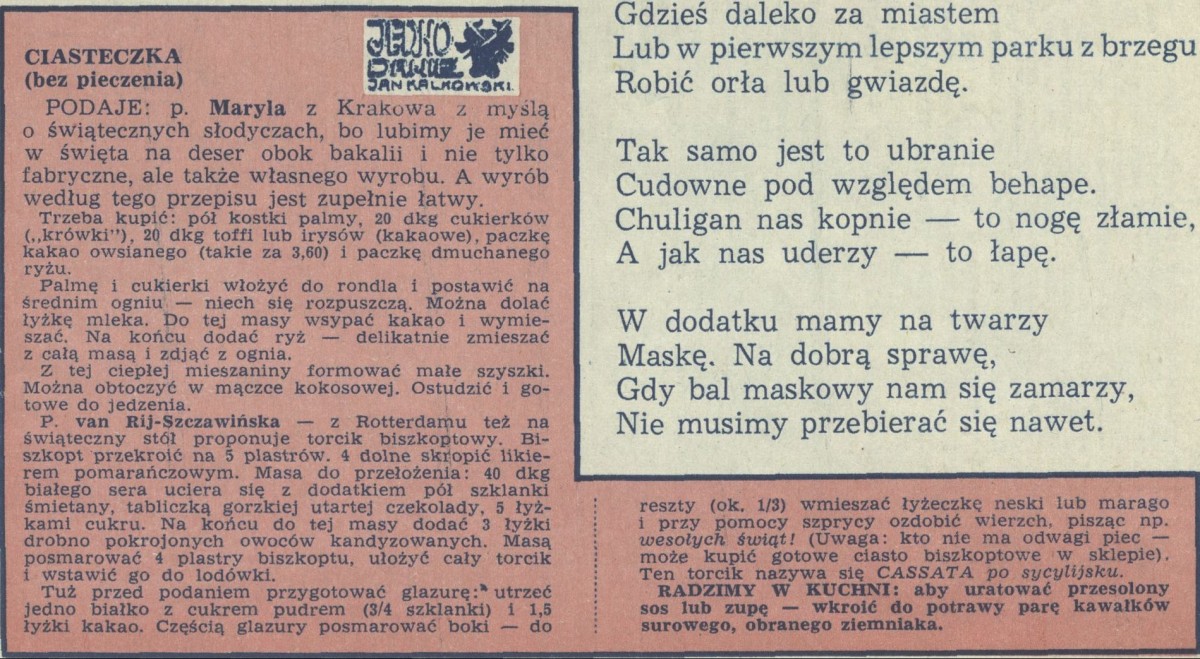 CIASTECZKA
(bez pieczenia)
JEDNO
DANIE
JAN KALKOWSKI.
PODAJE: p. Maryla z Krakowa z myślą
o świątecznych słodyczach, bo lubimy je mieć
w święta na deser obok bakalii i nie tylko
fabryczne, ale także własnego wyrobu. A wyrób
według tego przepisu jest zupełnie łatwy.
Trzeba kupić: pół kostki palmy, 20 dkg cukierków
(„krówki"), 20 dkg toffi lub irysów (kakaowe), paczkę
kakao owsianego (takie za 3,60) i paczkę dmuchanego
ryżu.
Palmę i cukierki włożyć do rondla i postawić na
średnim ogniu — niech się rozpuszczą. Można dolać
łyżkę mleka. Do tej masy wsypać kakao i wymie-
szać. Na końcu dodać ryż — delikatnie zmieszać
z całą masą i zdjąć z ognia.
Z tej ciepłej mieszaniny formować małe szyszki.
Można obtoczyć w mączce kokosowej. Ostudzić i go-
towe do jedzenia.
P. van Rij-Szczawińska — z Rotterdamu też na
świąteczny stół proponuje torcik biszkoptowy. Bi-
szkopt przekroić na 5 plastrów. 4 dolne skropić likie-
rem pomarańczowym. Masa do przełożenia: 40 dkg
białego sera uciera się z dodatkiem pół szklanki
śmietany, tabliczką gorzkiej utartej czekolady, 5 łyż-
kami cukru. Na końcu do tej masy dodać 3 łyżki
drobno pokrojonych owoców kandyzowanych. Masą
posmarować 4 plastry biszkoptu, ułożyć cały torcik
i wstawić go do lodówki.
Tuż przed podaniem przygotować glazurę: utrzeć
jedno białko z cukrem pudrem (3/4 szklanki) i 1,5
łyżki kakao. Częścią glazury posmarować boki — do
reszty (ok. 1/3) wmieszać łyżeczkę neski lub marago
i przy pomocy szprycy ozdobić wierzch, pisząc np.
wesołych świąt! (Uwaga: kto nie ma odwagi piec —
może kupić gotowe ciasto biszkoptowe w sklepie).
Ten torcik nazywa się CASSATA po sycylijsku.
RADZIMY W KUCHNI: aby uratować przesolony
sos lub zupę — wkroić do potrawy parę kawałków
surowego, obranego ziemniaka.
Gdzieś daleko za miastem
Lub w pierwszym lepszym parku z brzegu
Robić orła lub gwiazdę.
Tak samo jest to ubranie
Cudowne pod względem behape.
Chuligan nas kopnie — to nogę złamie,
A jak nas uderzy — to łapę.
W dodatku mamy na twarzy
Maskę. Na dobrą sprawę,
Gdy bal maskowy nam się zamarzy,
Nie musimy przebierać się nawet.